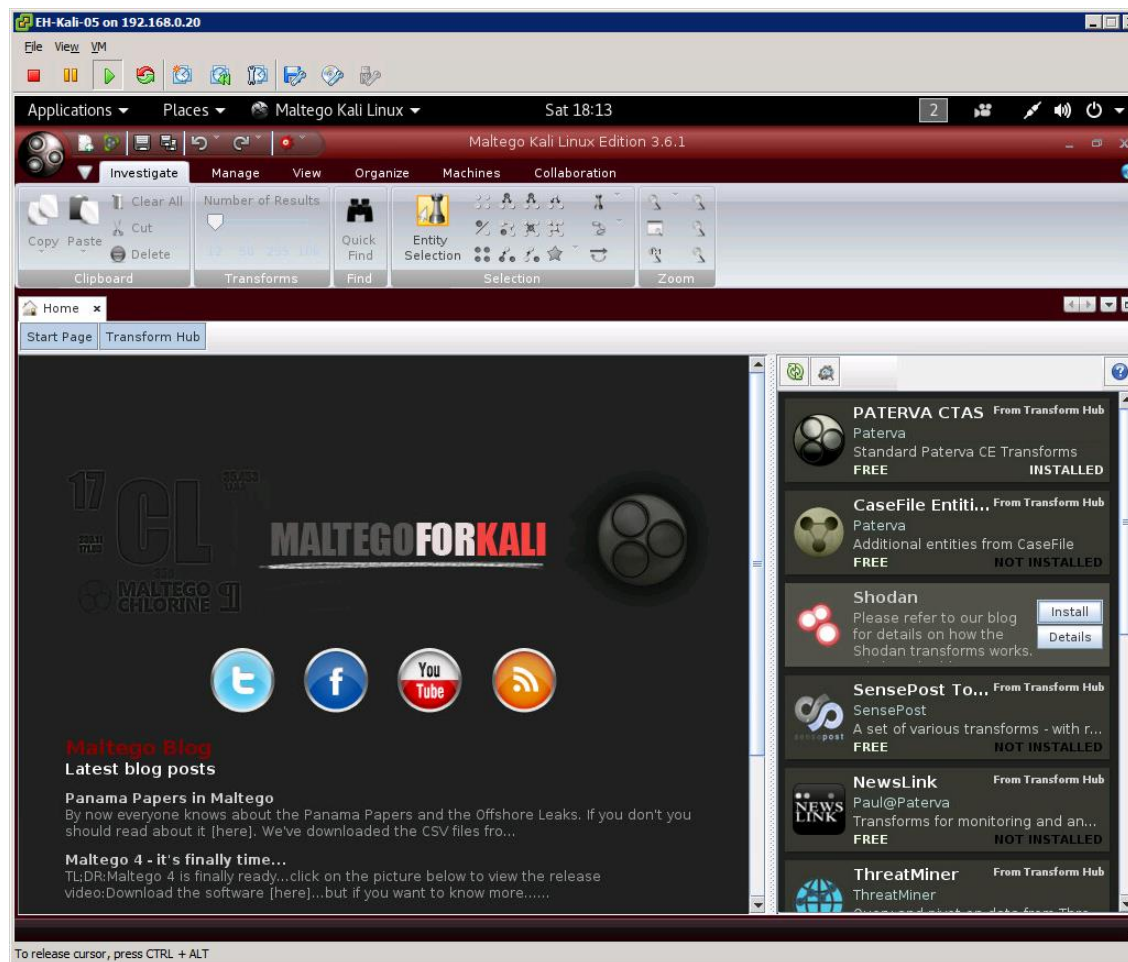 EH-Kali-05 on 192.168.0.20
File View VM
Applications Places Maltego Kali Linux Sat 18:13 2
Maltego Kali Linux Edition 3.6.1
Investigate Manage View Organize Machines Collaboration
Copy Paste
Clear All
Cut
Delete
Clipboard
Number of Results
12 50 255 10k
Transforms
Quick Find
Find
Entity Selection
Selection
Zoom
Home
Start Page Transform Hub
17 CL
MALTEGO CHLORINE
MALTEGOFORKALI
You Tube
Maltego Blog
Latest blog posts
Panama Papers in Maltego
By now everyone knows about the Panama Papers and the Offshore Leaks. If you don't you
should read about it [here]. We've downloaded the CSV files fro...
Maltego 4 - it's finally time...
TL;DR:Maltego 4 is finally ready...click on the picture below to view the release
video:Download the software [here]...but if you want to know more......
PATERVA CTAS From Transform Hub
Paterva
Standard Paterva CE Transforms
FREE INSTALLED
CaseFile Entiti... From Transform Hub
Paterva
Additional entities from CaseFile
FREE NOT INSTALLED
Shodan
Please refer to our blog
for details on how the
Shodan transforms works.
Install
Details
SensePost To... From Transform Hub
SensePost
A set of various transforms - with r...
FREE NOT INSTALLED
sensepost
NewsLink From Transform Hub
Paul@Paterva
Transforms for monitoring and an...
FREE NOT INSTALLED
NEWS
LINK
ThreatMiner From Transform Hub
ThreatMiner
To release cursor, press CTRL + ALT